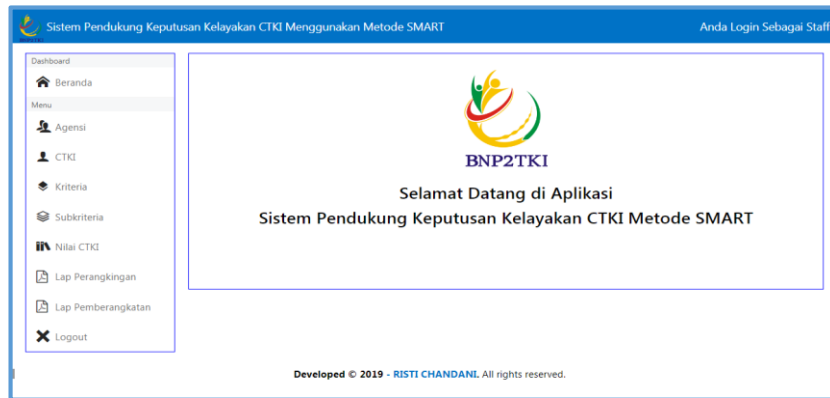 Sistem Pendukung Keputusan Kelayakan CTKI Menggunakan Metode SMART
Anda Login Sebagai Staff
BNP2TKI
Dashboard
Beranda
Menu
Agensi
CTKI
Kriteria
Subkriteria
Nilai CTKI
Lap Perangkingan
Lap Pemberangkatan
Logout
BNP2TKI
Selamat Datang di Aplikasi
Sistem Pendukung Keputusan Kelayakan CTKI Metode SMART
Developed © 2019 - RISTI CHANDANI. All rights reserved.